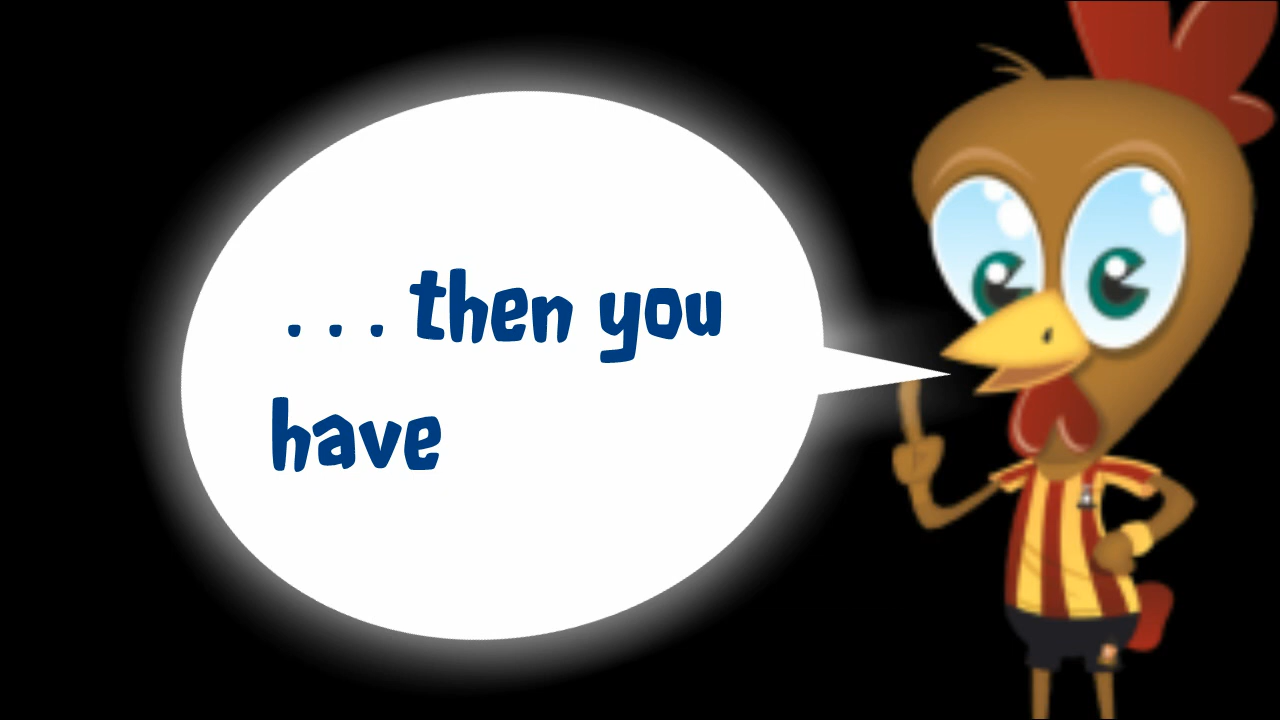 . . . then you
have